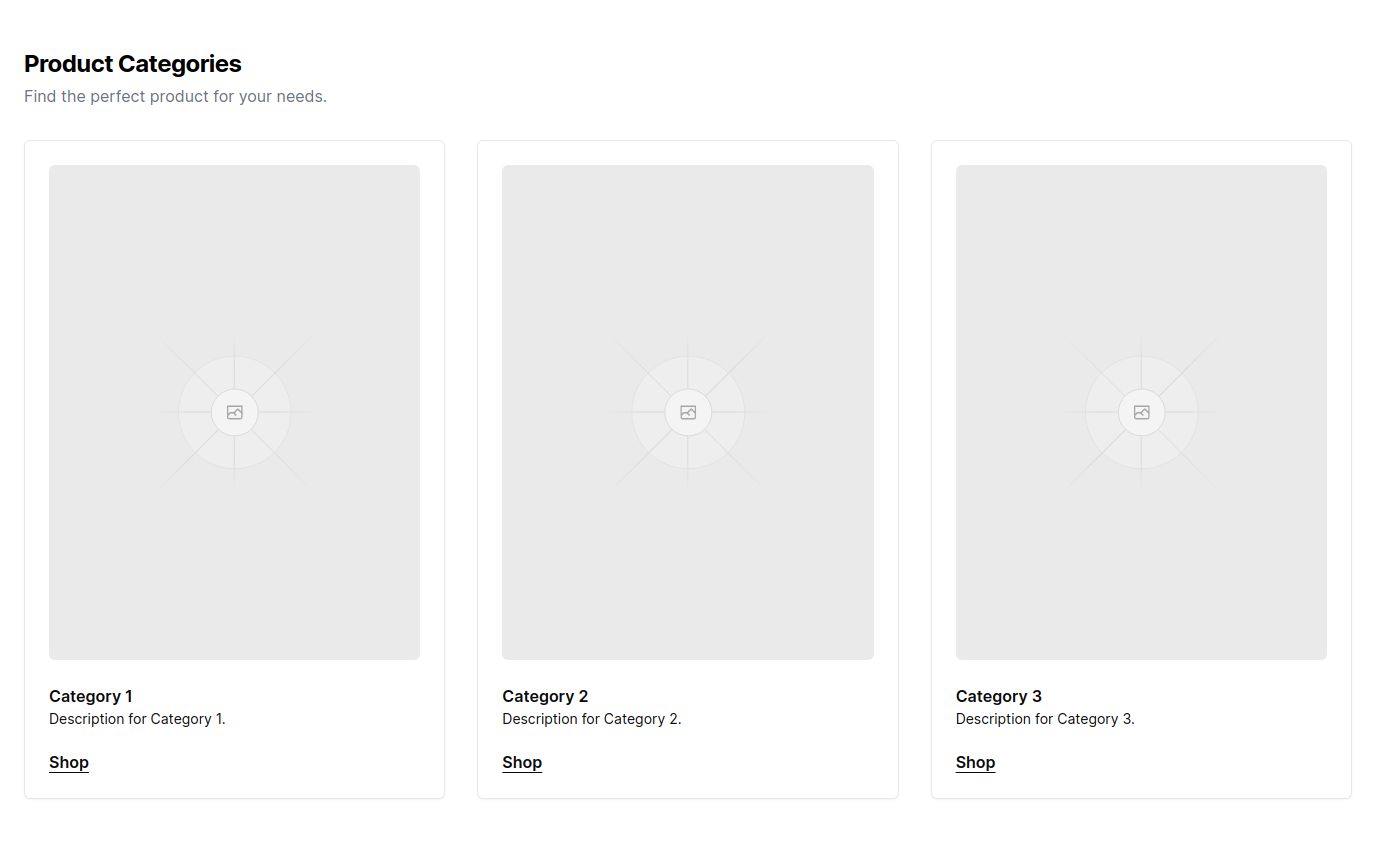 Product Categories
Find the perfect product for your needs.
Category 1
Description for Category 1.
Shop
Category 2
Description for Category 2.
Shop
Category 3
Description for Category 3.
Shop